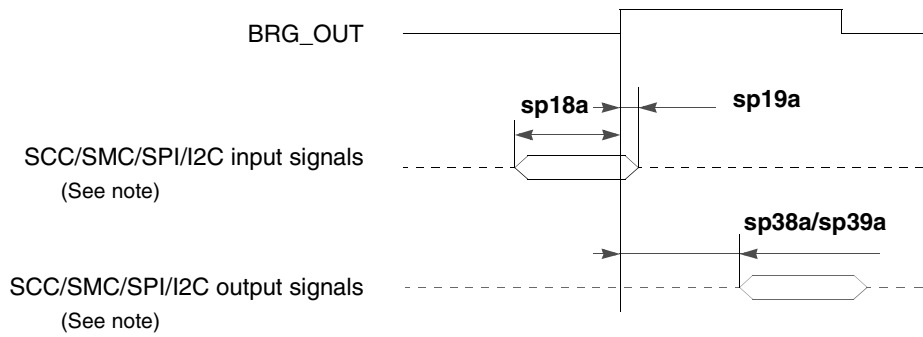 BRG_OUT
sp18a
sp19a
SCC/SMC/SPI/I2C input signals
(See note)
sp38a/sp39a
SCC/SMC/SPI/I2C output signals
(See note)